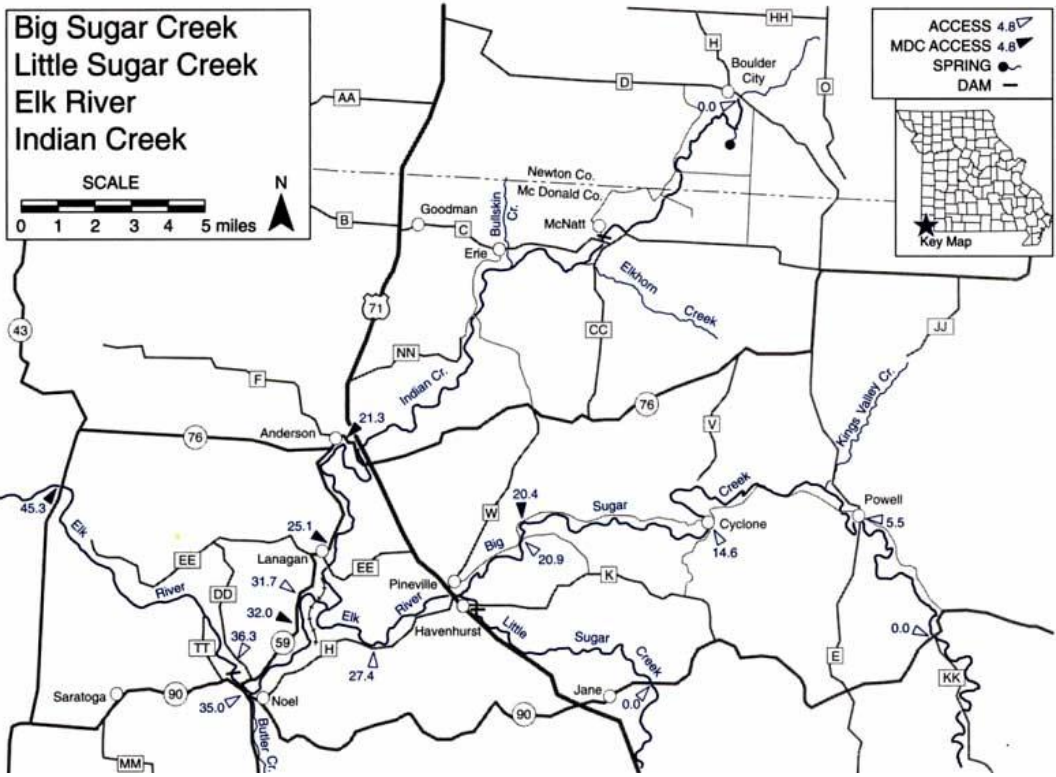 Big Sugar Creek
Little Sugar Creek
Elk River
Indian Creek
SCALE
0 1 2 3 4 5 miles
N
ACCESS 4.8
MDC ACCESS 4.8
SPRING
DAM
Key Map
HH
H
Boulder
City
D
O
0.0
AA
Newton Co.
Mc Donald Co.
B
Goodman
C
Bullskin
Cr.
McNatt
Erie
Elkhorn
Creek
71
43
CC
JJ
NN
Indian Cr.
F
76
Kings Valley Cr.
21.3
Anderson
76
V
45.3
W
20.4
Sugar
Creek
Powell
5.5
Elk
25.1
Big
Cyclone
14.6
20.9
Lanagan
EE
EE
Pineville
K
31.7
River
DD
Elk
River
32.0
Havenhurst
Little
36.3
59
H
Sugar
0.0
TT
27.4
Creek
E
KK
Saratoga
90
35.0
Noel
Jane
0.0
90
Butler Cr.
MM